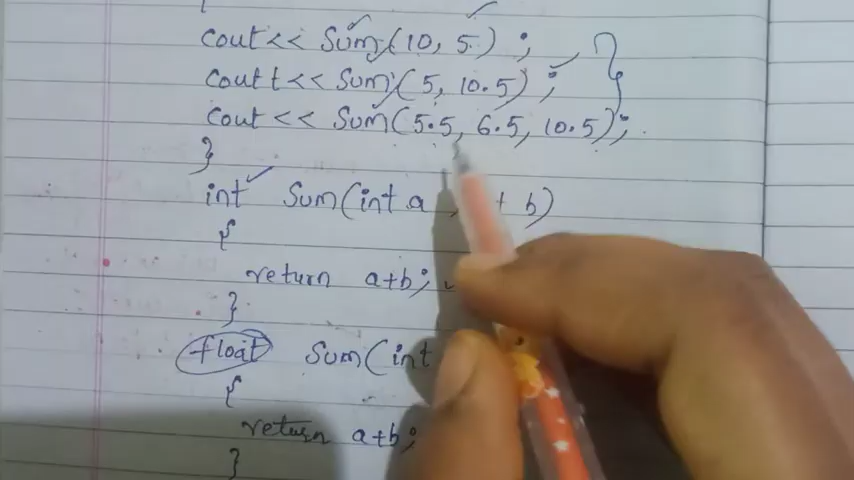 {
cout << Sum(10, 5) ; }
cout t << Sum(5, 10.5) ;
cout << Sum(5.5, 6.5, 10.5);
}
int Sum(int a , t b)
{
return a+b;
}
float Sum(int
{
return a+b;
}